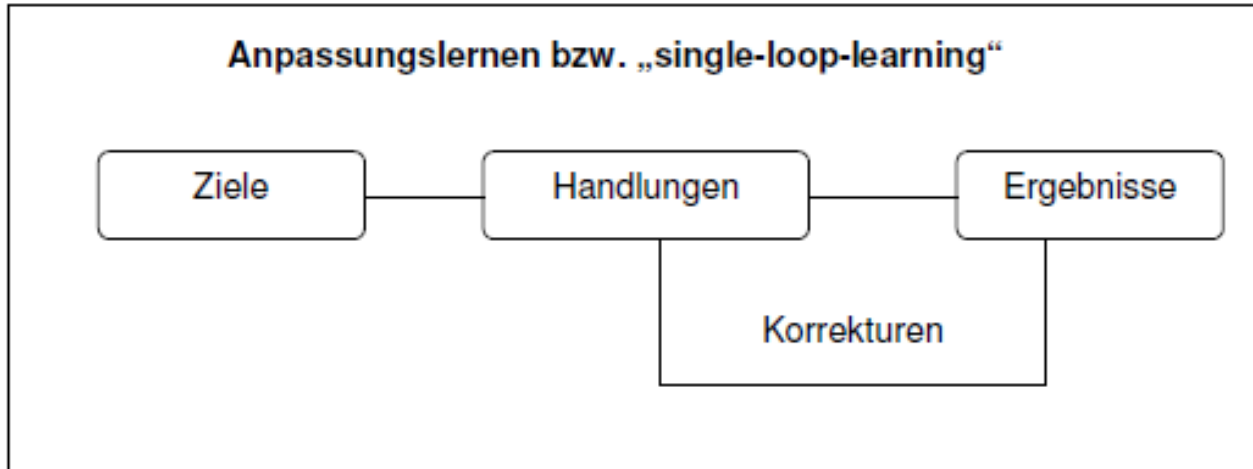 Anpassungslernen bzw. „single-loop-learning“
Ziele
Handlungen
Ergebnisse
Korrekturen